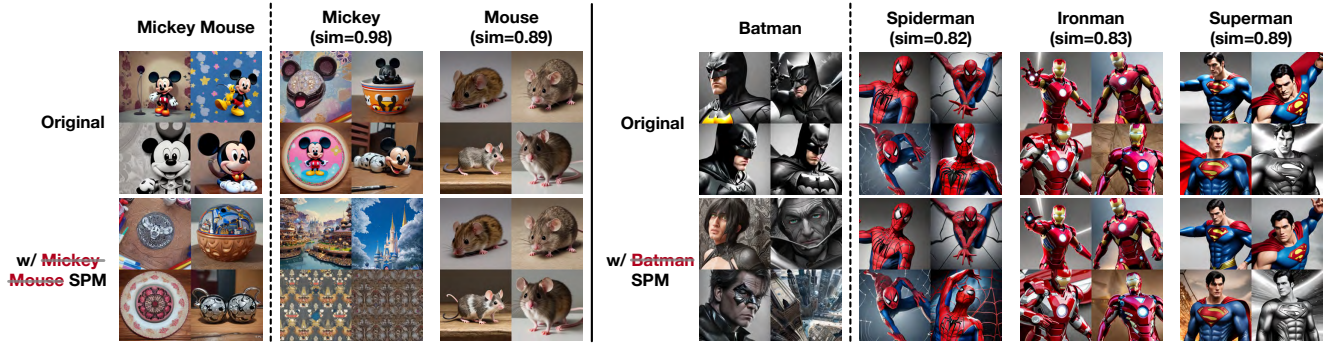 Mickey Mouse
Mickey
(sim=0.98)
Mouse
(sim=0.89)
Original
w/ Mickey
Mouse SPM
Batman
Spiderman
(sim=0.82)
Ironman
(sim=0.83)
Superman
(sim=0.89)
Original
w/ Batman
SPM